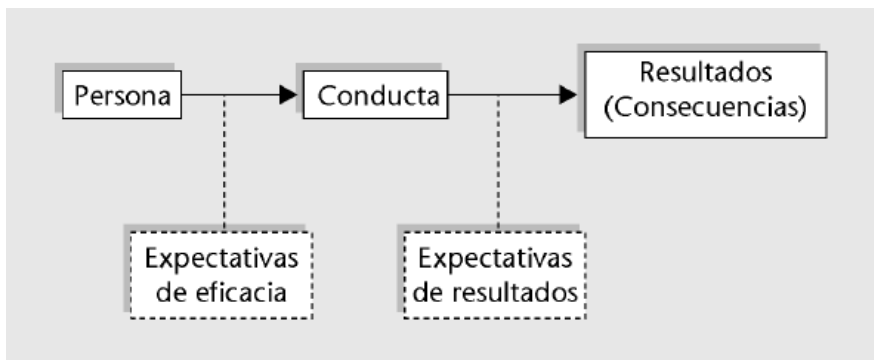 Persona
Conducta
Resultados
(Consecuencias)
Expectativas
de eficacia
Expectativas
de resultados